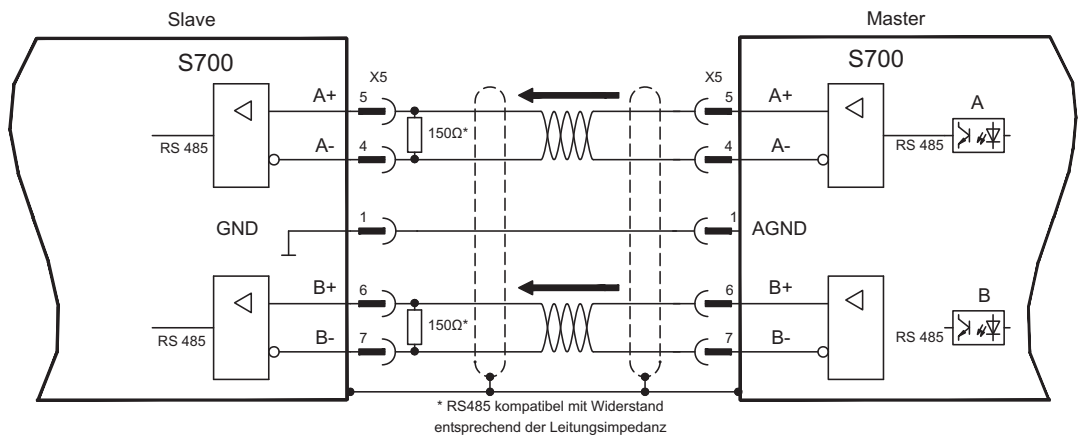 Slave
Master
S700
S700
X5
X5
A+
5
5
A+
A
150Ω*
RS 485
A-
4
4
A-
RS 485
GND
1
1
AGND
B+
6
6
B+
B
150Ω*
RS 485
B-
7
7
B-
RS 485
* RS485 kompatibel mit Widerstand
entsprechend der Leitungsimpedanz